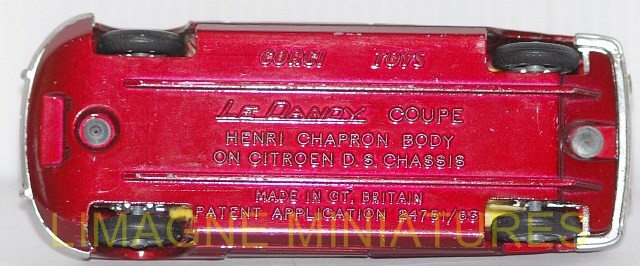 CORGI TOYS
Le Dandy COUPE
HENRI CHAPRON BODY
ON CITROEN D.S. CHASSIS
MADE IN GT. BRITAIN
PATENT APPLICATION 24751/63
LIMAGNE MINIATURES